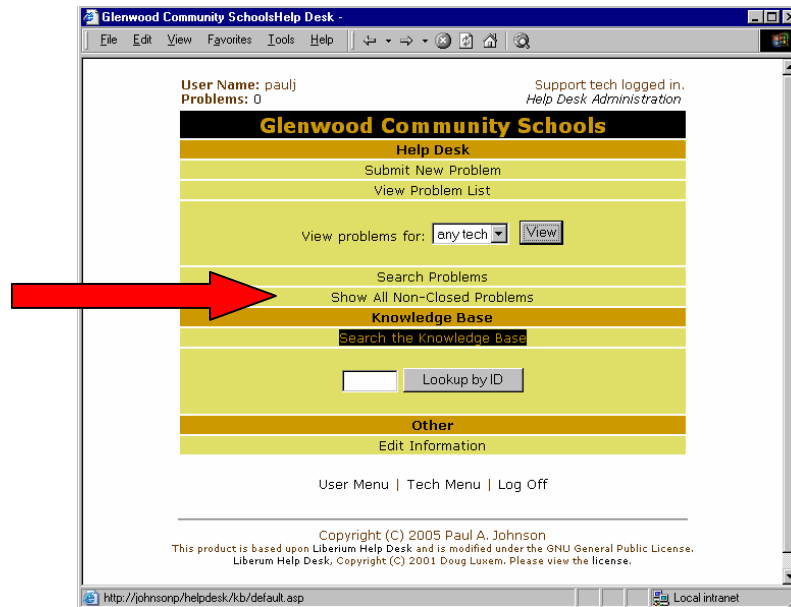 Glenwood Community SchoolsHelp Desk -
File Edit View Favorites Tools Help
User Name: paulj Support tech logged in.
Problems: 0 Help Desk Administration
Glenwood Community Schools
Help Desk
Submit New Problem
View Problem List
View problems for: any tech View
Search Problems
Show All Non-Closed Problems
Knowledge Base
Search the Knowledge Base
Lookup by ID
Other
Edit Information
User Menu | Tech Menu | Log Off
Copyright (C) 2005 Paul A. Johnson
This product is based upon Liberium Help Desk and is modified under the GNU General Public License.
Liberum Help Desk, Copyright (C) 2001 Doug Luxem. Please view the license.
http://johnsonp/helpdesk/kb/default.asp Local intranet